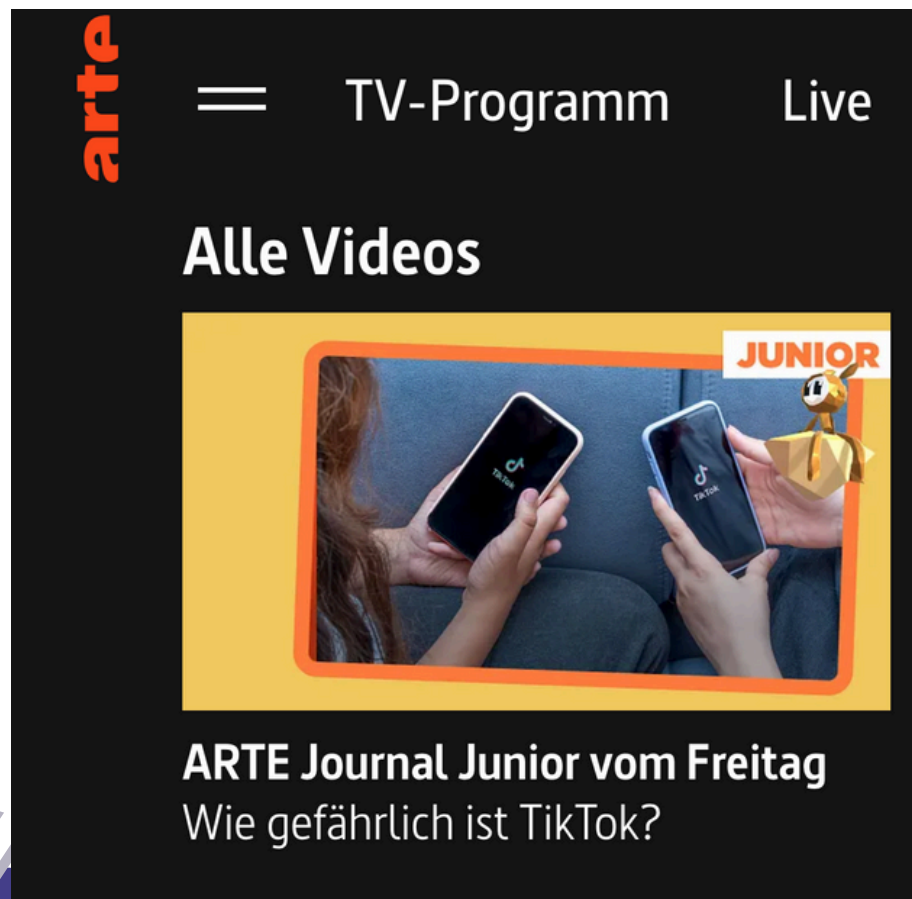 arte
TV-Programm Live
Alle Videos
JUNIOR
TikTok
TikTok
ARTE Journal Junior vom Freitag
Wie gefährlich ist TikTok?